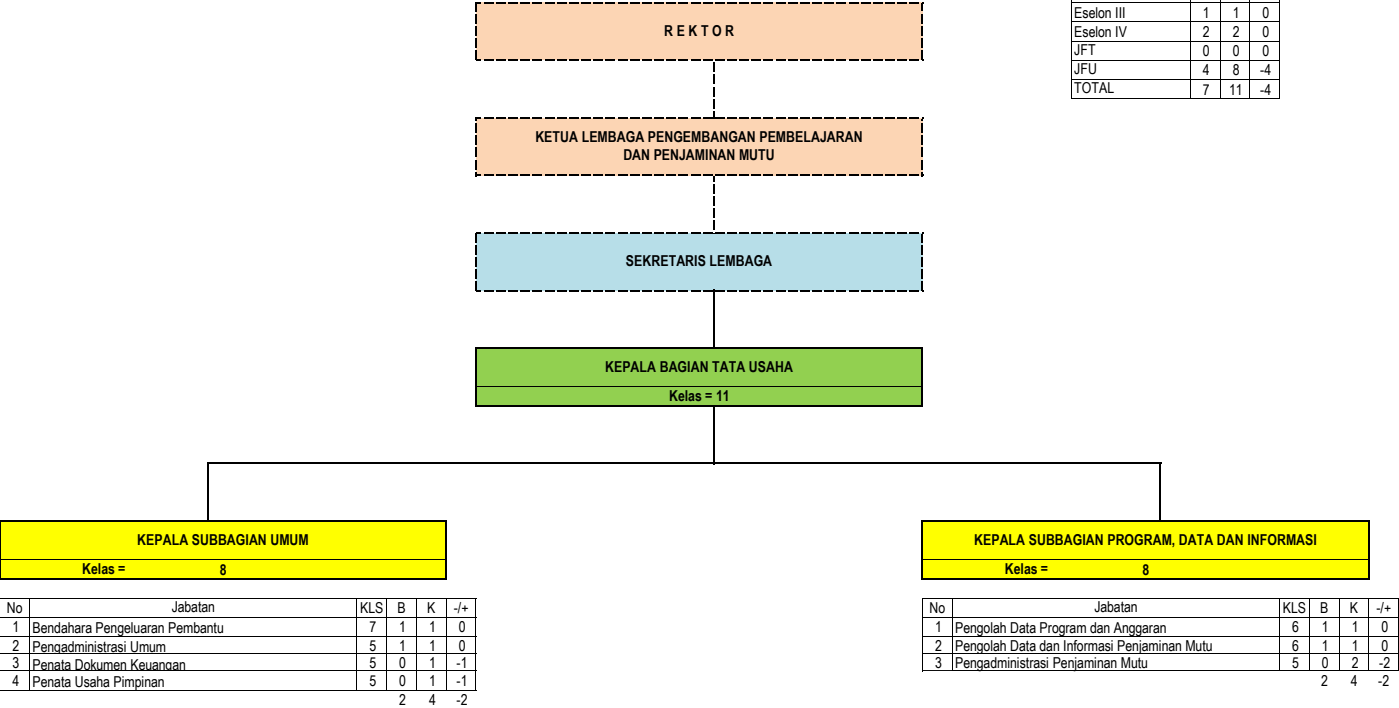 Eselon III 1 1 0
Eselon IV 2 2 0
JFT 0 0 0
JFU 4 8 -4
TOTAL 7 11 -4
R E K T O R
KETUA LEMBAGA PENGEMBANGAN PEMBELAJARAN
DAN PENJAMINAN MUTU
SEKRETARIS LEMBAGA
KEPALA BAGIAN TATA USAHA
Kelas = 11
KEPALA SUBBAGIAN UMUM
Kelas = 8
No Jabatan KLS B K -/+
1 Bendahara Pengeluaran Pembantu 7 1 1 0
2 Pengadministrasi Umum 5 1 1 0
3 Penata Dokumen Keuangan 5 0 1 -1
4 Penata Usaha Pimpinan 5 0 1 -1
2 4 -2
KEPALA SUBBAGIAN PROGRAM, DATA DAN INFORMASI
Kelas = 8
No Jabatan KLS B K -/+
1 Pengolah Data Program dan Anggaran 6 1 1 0
2 Pengolah Data dan Informasi Penjaminan Mutu 6 1 1 0
3 Pengadministrasi Penjaminan Mutu 5 0 2 -2
2 4 -2